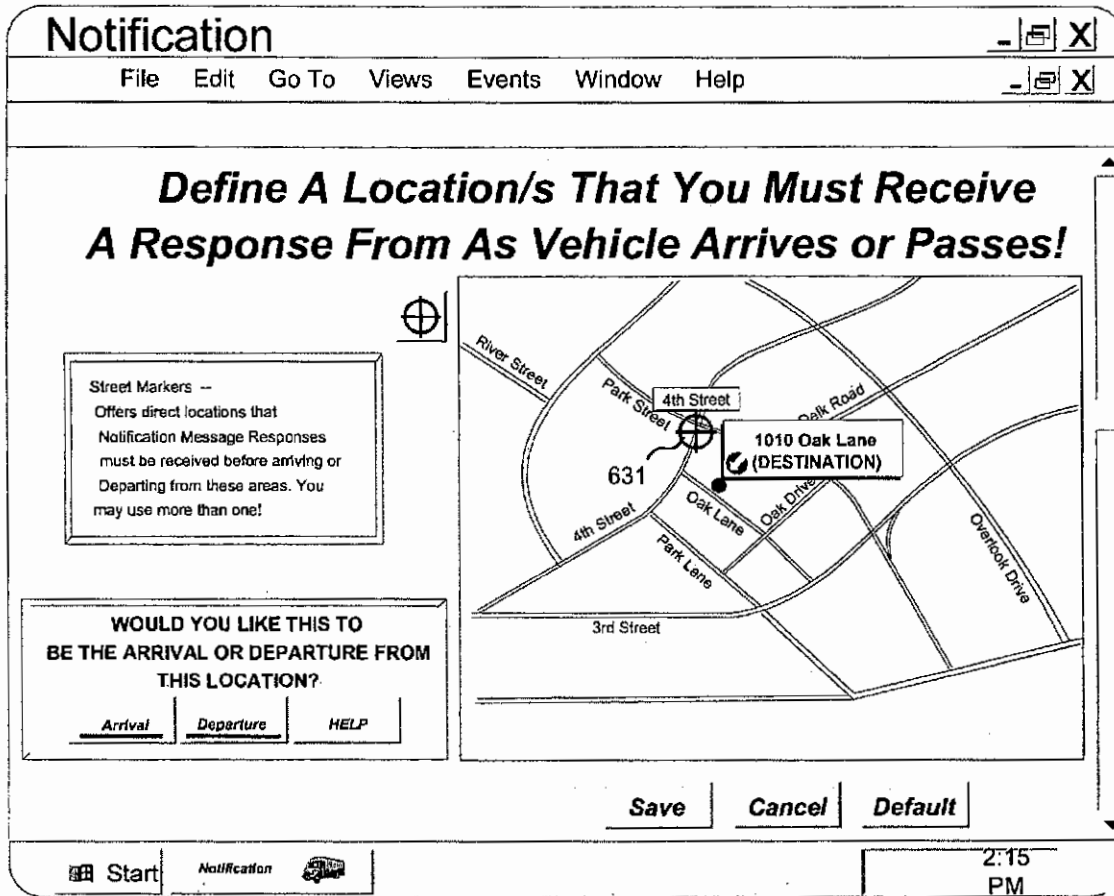 Notification
- X
File Edit Go To Views Events Window Help
- X
Define A Location/s That You Must Receive
A Response From As Vehicle Arrives or Passes!
Street Markers --
Offers direct locations that
Notification Message Responses
must be received before arriving or
Departing from these areas. You
may use more than one!
WOULD YOU LIKE THIS TO
BE THE ARRIVAL OR DEPARTURE FROM
THIS LOCATION?
Arrival Departure HELP
River Street
Park Street
4th Street
Delk Road
1010 Oak Lane
(DESTINATION)
631
Oak Lane
Oak Drive
4th Street
Park Lane
Overlook Drive
3rd Street
Save Cancel Default
Start Notification
2:15
PM